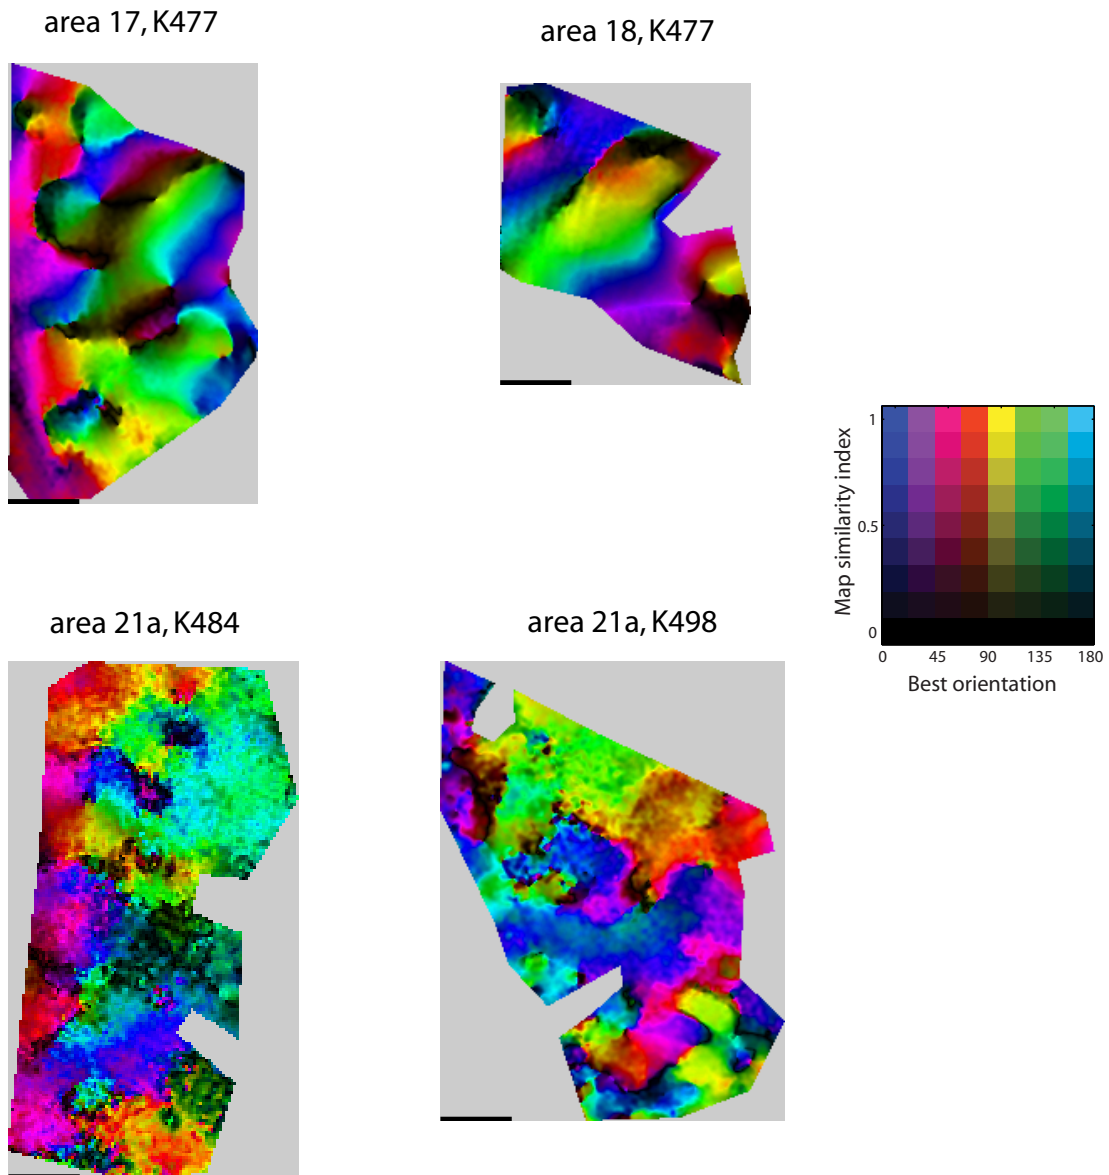 area 17, K477
area 18, K477
Map similarity index
1
0.5
0
0 45 90 135 180
Best orientation
area 21a, K484
area 21a, K498